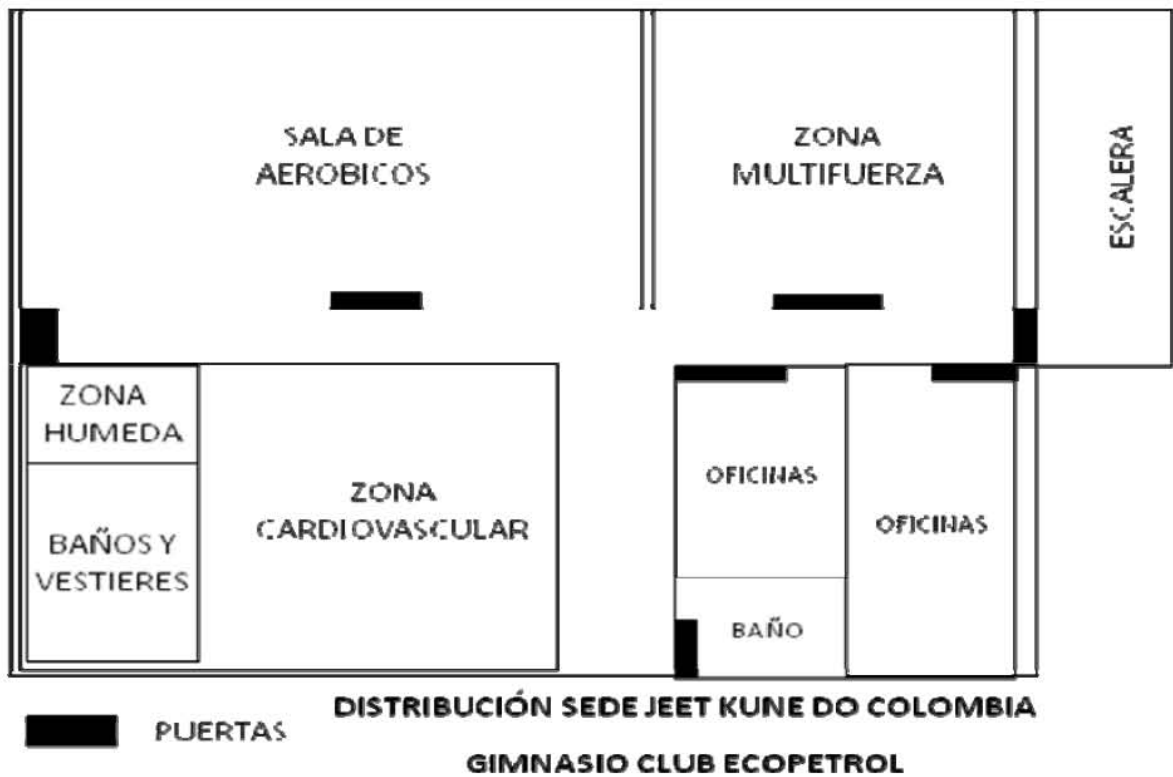 SALA DE
AEROBICOS
ZONA
MULTIFUERZA
ESCALERA
ZONA
HUMEDA
BAÑOS Y
VESTIERES
ZONA
CARDIOVASCULAR
OFICINAS
BAÑO
OFICINAS
PUERTAS
DISTRIBUCIÓN SEDE JEET KUNE DO COLOMBIA
GIMNASIO CLUB ECOPETROL